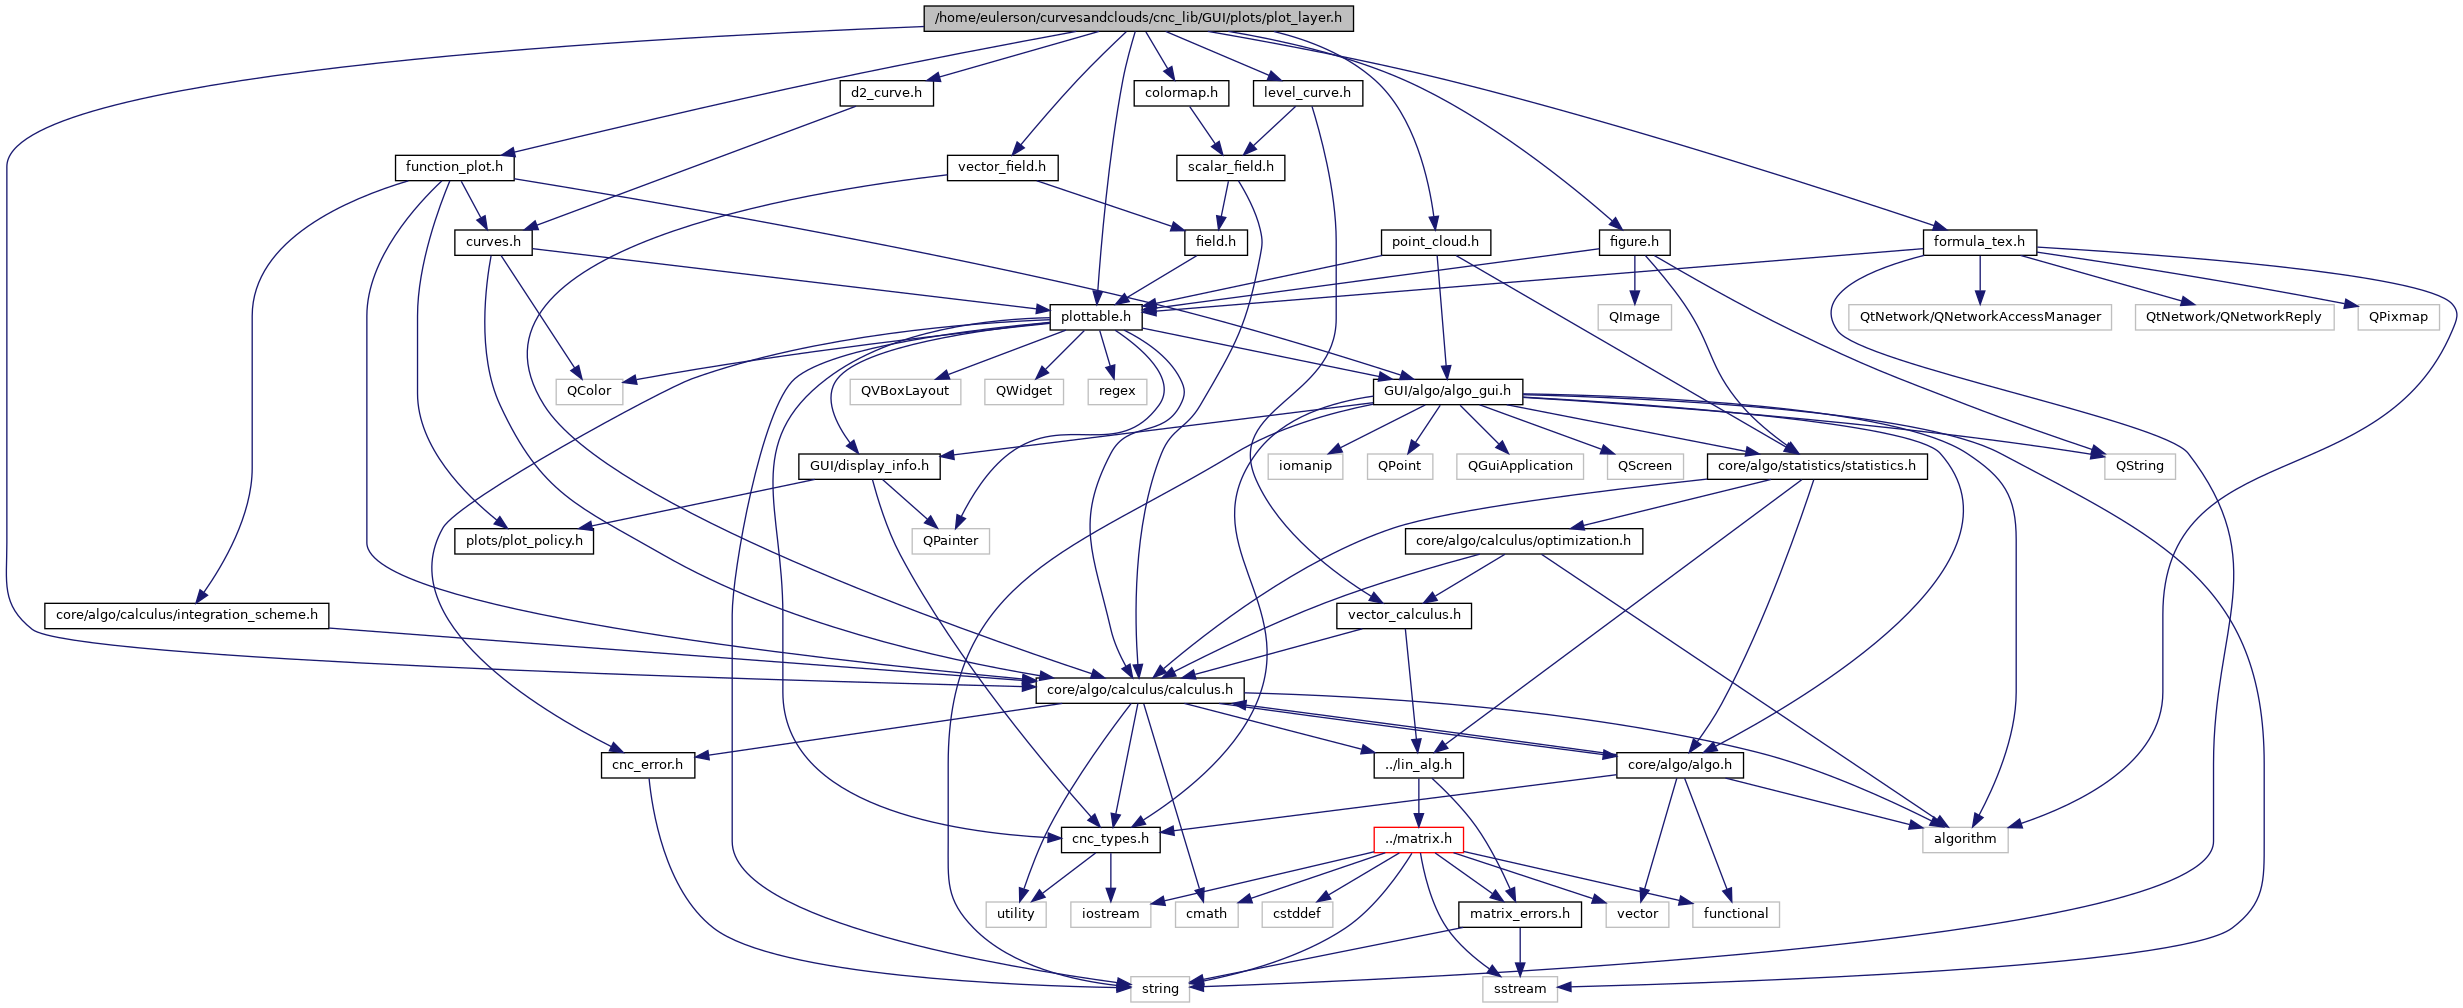 /home/eulerson/curvesandclouds/cnc_lib/GUI/plots/plot_layer.h
d2_curve.h
colormap.h
level_curve.h
function_plot.h
vector_field.h
scalar_field.h
curves.h
field.h
point_cloud.h
figure.h
formula_tex.h
plottable.h
QImage
QtNetwork/QNetworkAccessManager
QtNetwork/QNetworkReply
QPixmap
QColor
QVBoxLayout
QWidget
regex
GUI/algo/algo_gui.h
GUI/display_info.h
iomanip
QPoint
QGuiApplication
QScreen
core/algo/statistics/statistics.h
QString
plots/plot_policy.h
QPainter
core/algo/calculus/optimization.h
core/algo/calculus/integration_scheme.h
vector_calculus.h
core/algo/calculus/calculus.h
cnc_error.h
../lin_alg.h
core/algo/algo.h
cnc_types.h
../matrix.h
algorithm
utility
iostream
cmath
cstddef
matrix_errors.h
vector
functional
string
sstream